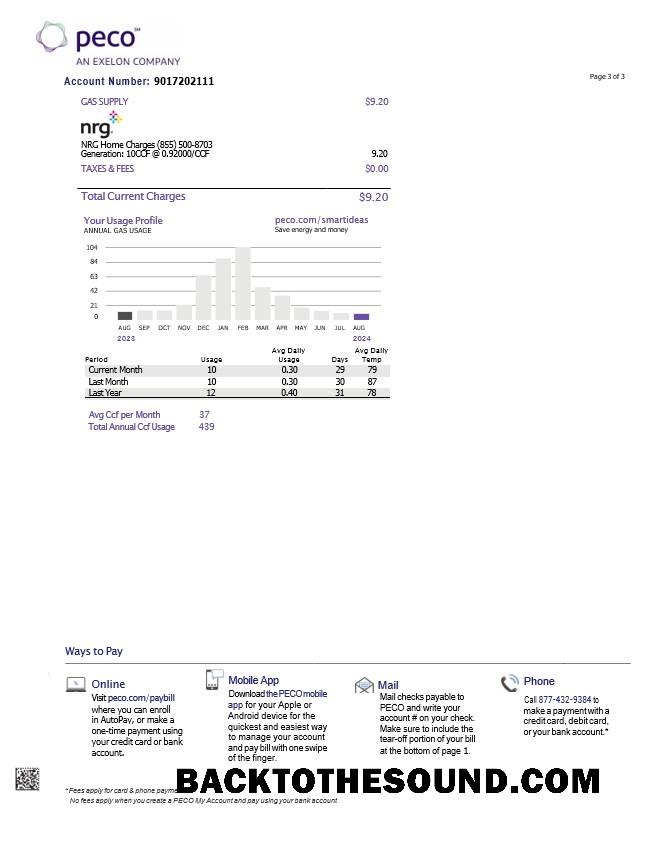 peco℠
AN EXELON COMPANY
Account Number: 9017202111
Page 3 of 3
GAS SUPPLY $9.20
nrg.
NRG Home Charges (855) 500-8703
Generation: 10CCF @ 0.92000/CCF 9.20
TAXES & FEES $0.00
Total Current Charges $9.20
Your Usage Profile peco.com/smartideas
ANNUAL GAS USAGE Save energy and money
104
84
63
42
21
0
AUG SEP OCT NOV DEC JAN FEB MAR APR MAY JUN JUL AUG
2023 2024
Period Usage Avg Daily Usage Days Avg Daily Temp
Current Month 10 0.30 29 79
Last Month 10 0.30 30 87
Last Year 12 0.40 31 78
Avg Ccf per Month 37
Total Annual Ccf Usage 439
Ways to Pay
Online
Visit peco.com/paybill
where you can enroll
in AutoPay, or make a
one-time payment using
your credit card or bank
account.
Mobile App
Download the PECO mobile
app for your Apple or
Android device for the
quickest and easiest way
to manage your account
and pay bill with one swipe
of the finger.
Mail
Mail checks payable to
PECO and write your
account # on your check.
Make sure to include the
tear-off portion of your bill
at the bottom of page 1.
Phone
Call 877-432-9384 to
make a payment with a
credit card, debit card,
or your bank account.*
BACKTOTHESOUND.COM
*Fees apply for card & phone
No fees apply when you create a PECO My Account and pay using your bank account